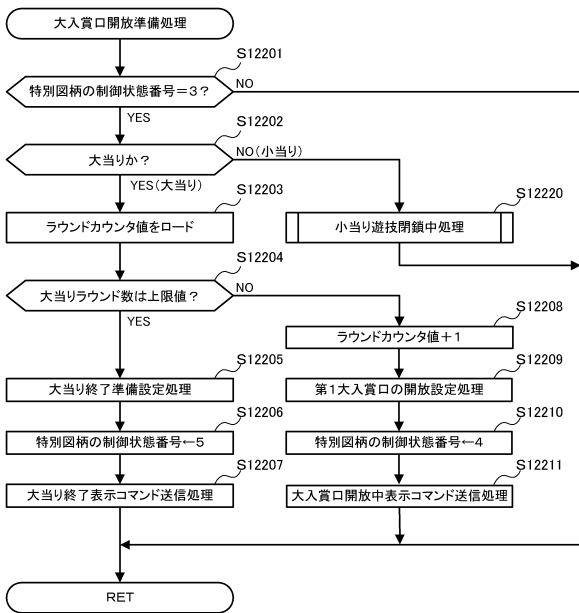 大入賞口開放準備処理
S12201
特別図柄の制御状態番号＝3？
NO
YES
S12202
大当りか？
NO(小当り)
YES(大当り)
S12203
S12220
ラウンドカウンタ値をロード
小当り遊技閉鎖中処理
S12204
大当りラウンド数は上限値？
NO
YES
S12208
ラウンドカウンタ値＋1
S12205
S12209
大当り終了準備設定処理
第1大入賞口の開放設定処理
S12206
S12210
特別図柄の制御状態番号←5
特別図柄の制御状態番号←4
S12207
S12211
大当り終了表示コマンド送信処理
大入賞口開放中表示コマンド送信処理
RET